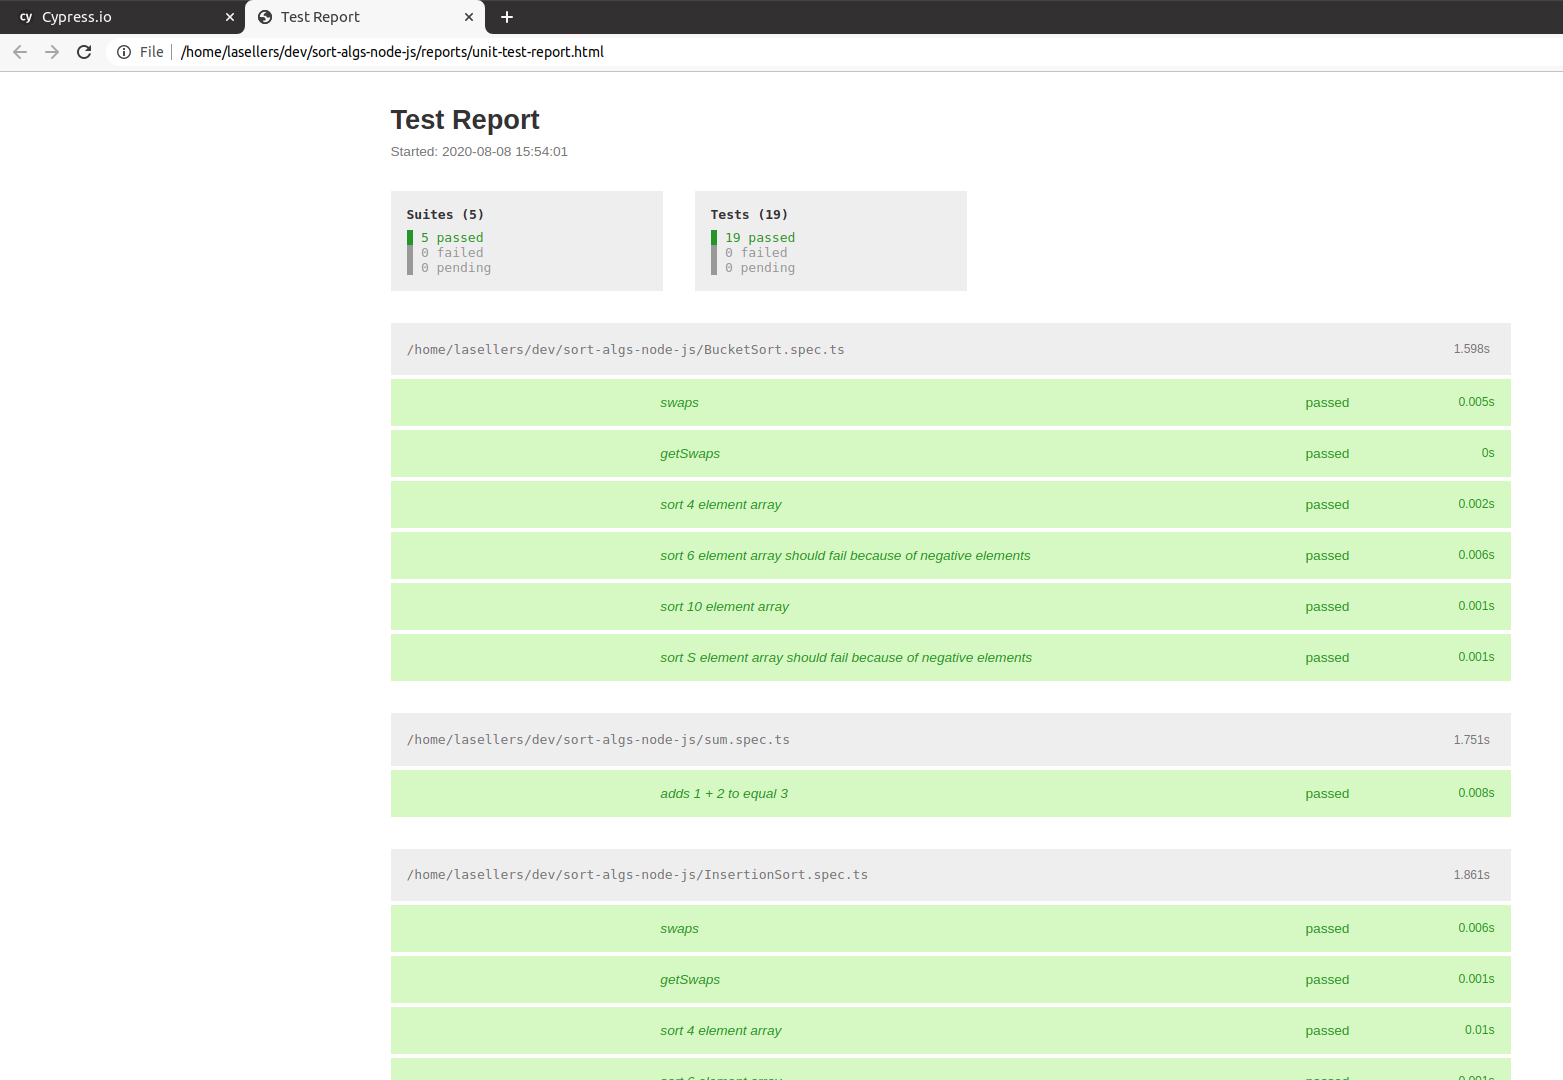 cy Cypress.io
Test Report
File /home/lasellers/dev/sort-algs-node-js/reports/unit-test-report.html
Test Report
Started: 2020-08-08 15:54:01
Suites (5)
5 passed
0 failed
0 pending
Tests (19)
19 passed
0 failed
0 pending
/home/lasellers/dev/sort-algs-node-js/BucketSort.spec.ts 1.598s
swaps passed 0.005s
getSwaps passed 0s
sort 4 element array passed 0.002s
sort 6 element array should fail because of negative elements passed 0.006s
sort 10 element array passed 0.001s
sort S element array should fail because of negative elements passed 0.001s
/home/lasellers/dev/sort-algs-node-js/sum.spec.ts 1.751s
adds 1 + 2 to equal 3 passed 0.008s
/home/lasellers/dev/sort-algs-node-js/InsertionSort.spec.ts 1.861s
swaps passed 0.006s
getSwaps passed 0.001s
sort 4 element array passed 0.01s
sort 6 element array passed 0.001s